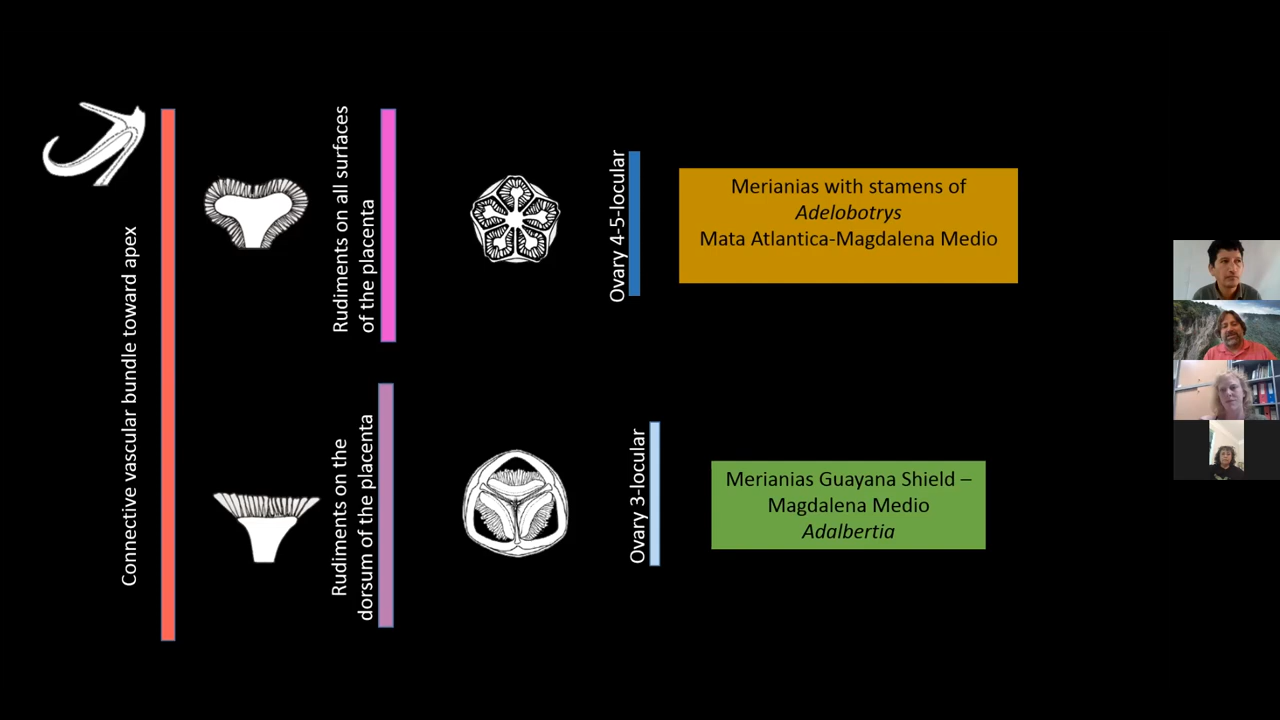 Connective vascular bundle toward apex
Rudiments on all surfaces
of the placenta
Ovary 4-5-locular
Merianias with stamens of
Adelobotrys
Mata Atlantica-Magdalena Medio
Rudiments on the
dorsum of the placenta
Ovary 3-locular
Merianias Guayana Shield –
Magdalena Medio
Adalbertia